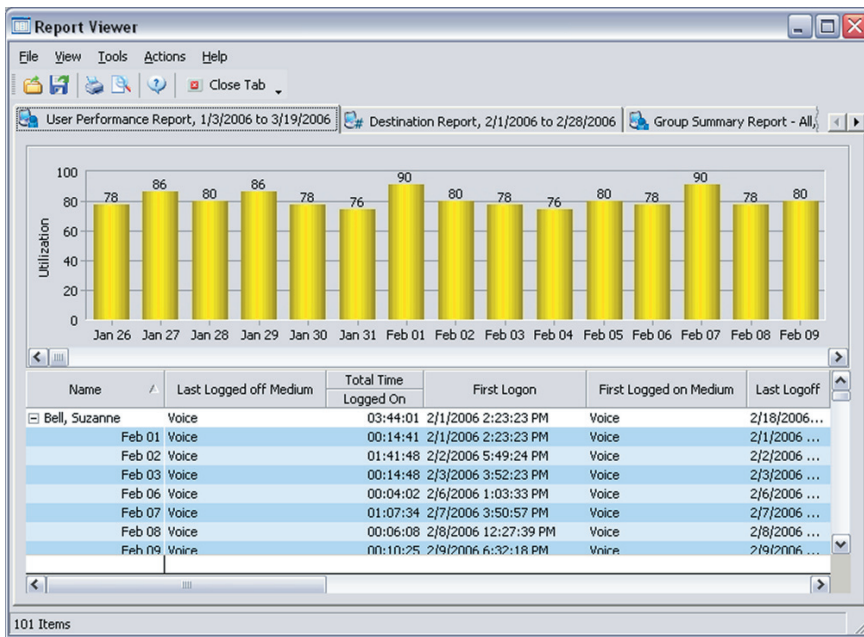 Report Viewer
File View Tools Actions Help
Close Tab
User Performance Report, 1/3/2006 to 3/19/2006 Destination Report, 2/1/2006 to 2/28/2006 Group Summary Report - All,
Utilization
100
80
60
40
20
0
78 86 80 86 78 76 90 80 78 76 80 78 90 78 80
Jan 26 Jan 27 Jan 28 Jan 29 Jan 30 Jan 31 Feb 01 Feb 02 Feb 03 Feb 04 Feb 05 Feb 06 Feb 07 Feb 08 Feb 09
Name Last Logged off Medium Total Time Logged On First Logon First Logged on Medium Last Logoff
Bell, Suzanne Voice 03:44:01 2/1/2006 2:23:23 PM Voice 2/18/2006...
Feb 01 Voice 00:14:41 2/1/2006 2:23:23 PM Voice 2/1/2006 ...
Feb 02 Voice 01:41:48 2/2/2006 5:49:24 PM Voice 2/2/2006 ...
Feb 03 Voice 00:14:48 2/3/2006 3:52:23 PM Voice 2/3/2006 ...
Feb 06 Voice 00:04:02 2/6/2006 1:03:33 PM Voice 2/6/2006 ...
Feb 07 Voice 01:07:34 2/7/2006 3:50:57 PM Voice 2/7/2006 ...
Feb 08 Voice 00:06:08 2/8/2006 12:27:39 PM Voice 2/8/2006 ...
Feb 09 Voice 00:10:25 2/9/2006 6:32:18 PM Voice 2/9/2006 ...
101 Items